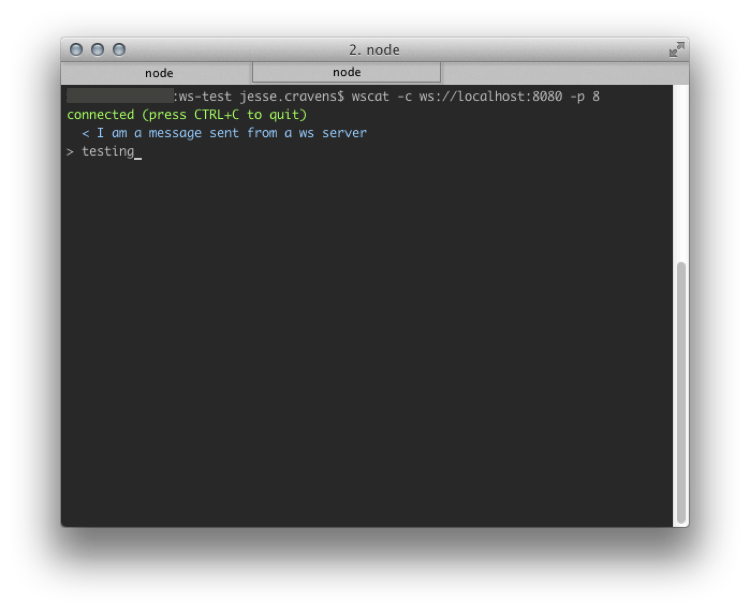 2. node
node
node
:ws-test jesse.cravens$ wscat -c ws://localhost:8080 -p 8
connected (press CTRL+C to quit)
< I am a message sent from a ws server
> testing_